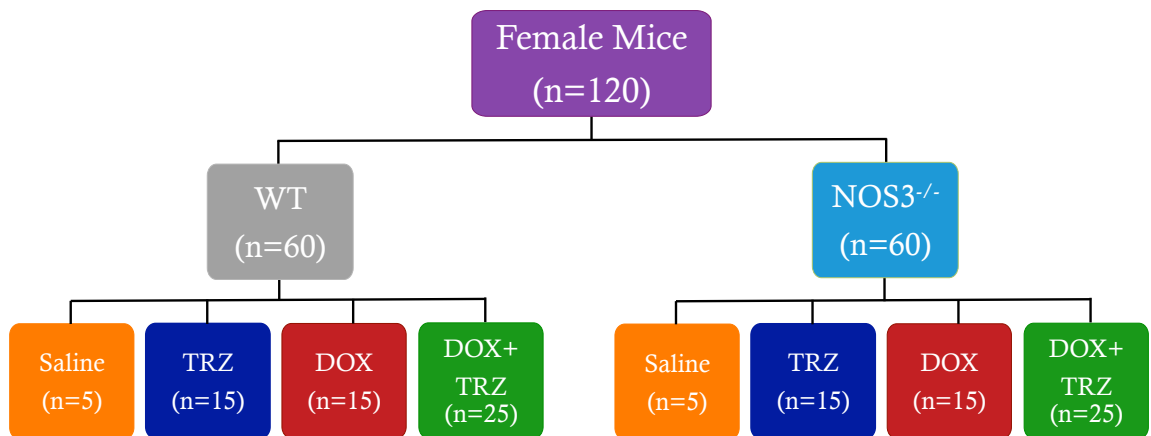 Female Mice
(n=120)
WT
(n=60)
NOS3-/-
(n=60)
Saline
(n=5)
TRZ
(n=15)
DOX
(n=15)
DOX+
TRZ
(n=25)
Saline
(n=5)
TRZ
(n=15)
DOX
(n=15)
DOX+
TRZ
(n=25)